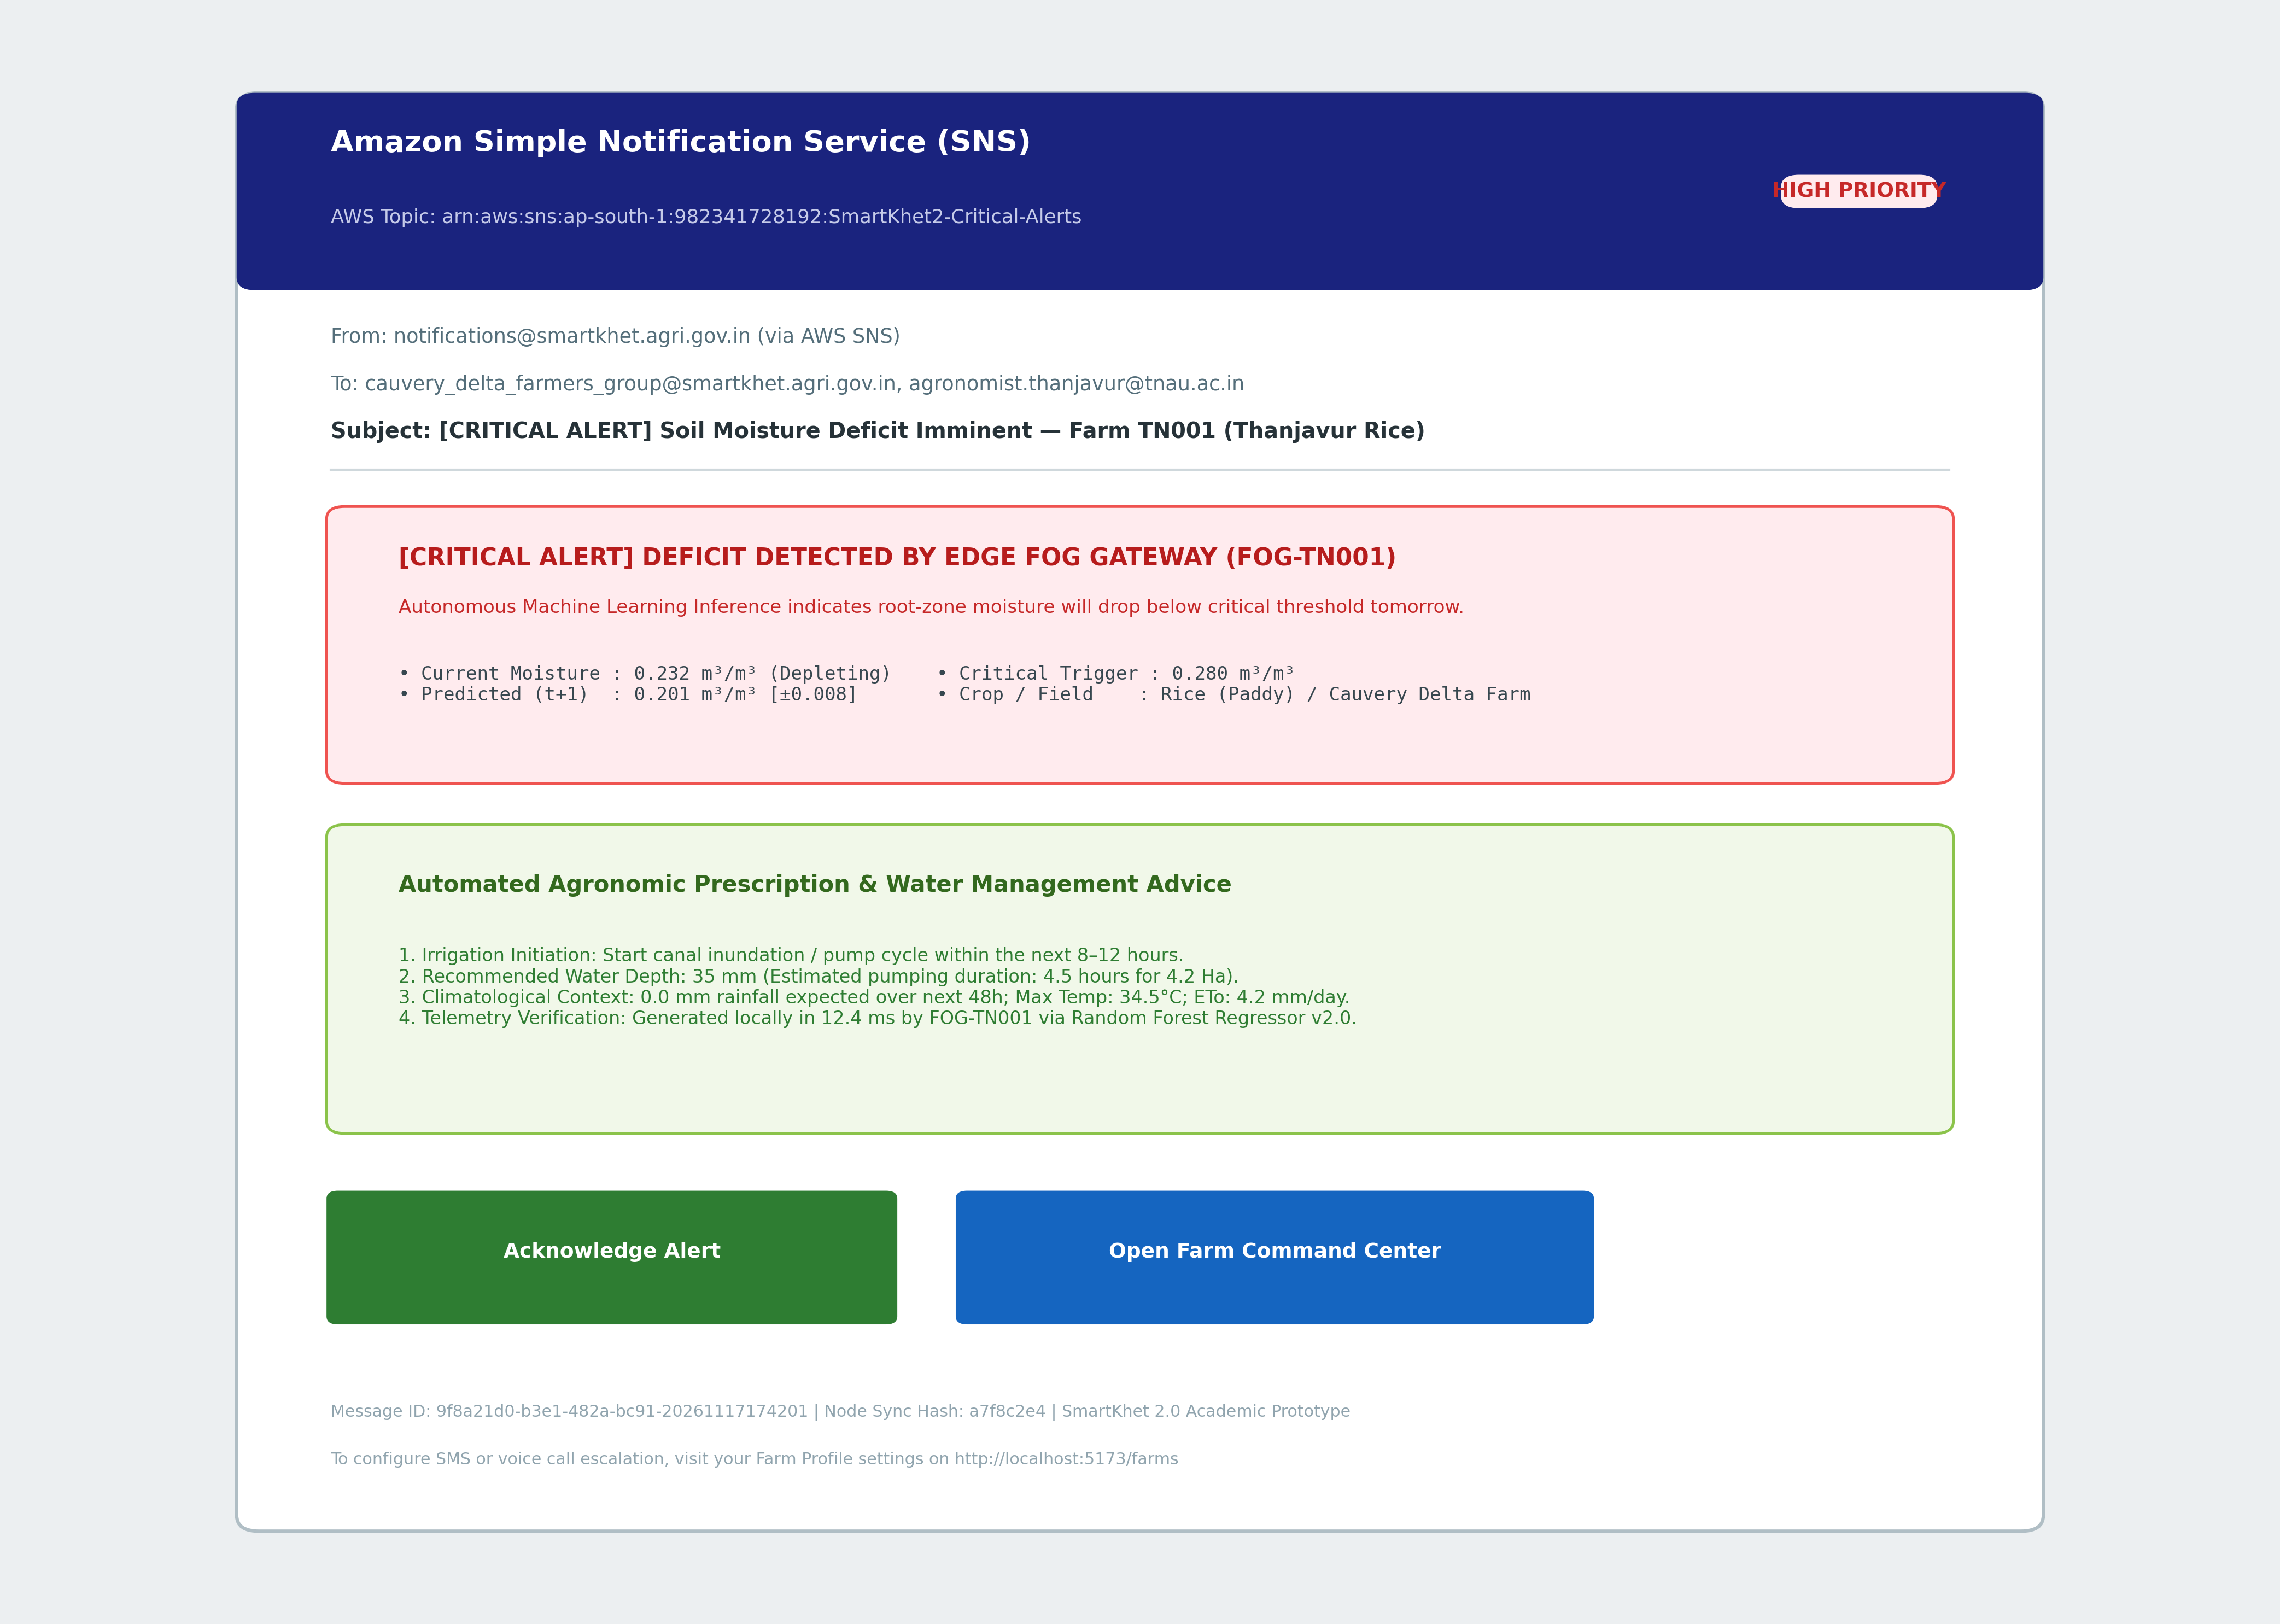 Amazon Simple Notification Service (SNS)
HIGH PRIORITY
AWS Topic: arn:aws:sns:ap-south-1:982341728192:SmartKhet2-Critical-Alerts
From: notifications@smartkhet.agri.gov.in (via AWS SNS)
To: cauvery_delta_farmers_group@smartkhet.agri.gov.in, agronomist.thanjavur@tnau.ac.in
Subject: [CRITICAL ALERT] Soil Moisture Deficit Imminent — Farm TN001 (Thanjavur Rice)
[CRITICAL ALERT] DEFICIT DETECTED BY EDGE FOG GATEWAY (FOG-TN001)
Autonomous Machine Learning Inference indicates root-zone moisture will drop below critical threshold tomorrow.
• Current Moisture : 0.232 m³/m³ (Depleting)    • Critical Trigger : 0.280 m³/m³
• Predicted (t+1)  : 0.201 m³/m³ [±0.008]       • Crop / Field    : Rice (Paddy) / Cauvery Delta Farm
Automated Agronomic Prescription & Water Management Advice
1. Irrigation Initiation: Start canal inundation / pump cycle within the next 8–12 hours.
2. Recommended Water Depth: 35 mm (Estimated pumping duration: 4.5 hours for 4.2 Ha).
3. Climatological Context: 0.0 mm rainfall expected over next 48h; Max Temp: 34.5°C; ETo: 4.2 mm/day.
4. Telemetry Verification: Generated locally in 12.4 ms by FOG-TN001 via Random Forest Regressor v2.0.
Acknowledge Alert
Open Farm Command Center
Message ID: 9f8a21d0-b3e1-482a-bc91-20261117174201 | Node Sync Hash: a7f8c2e4 | SmartKhet 2.0 Academic Prototype
To configure SMS or voice call escalation, visit your Farm Profile settings on http://localhost:5173/farms